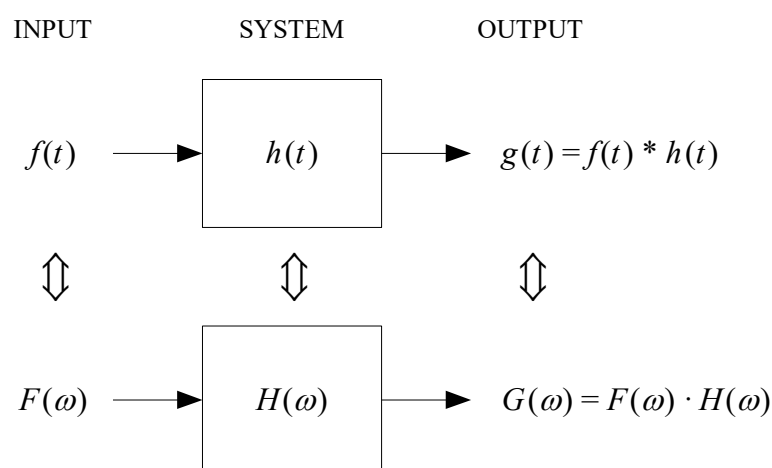 INPUT SYSTEM OUTPUT
f(t) h(t) g(t) = f(t) * h(t)
F(ω) H(ω) G(ω) = F(ω) · H(ω)